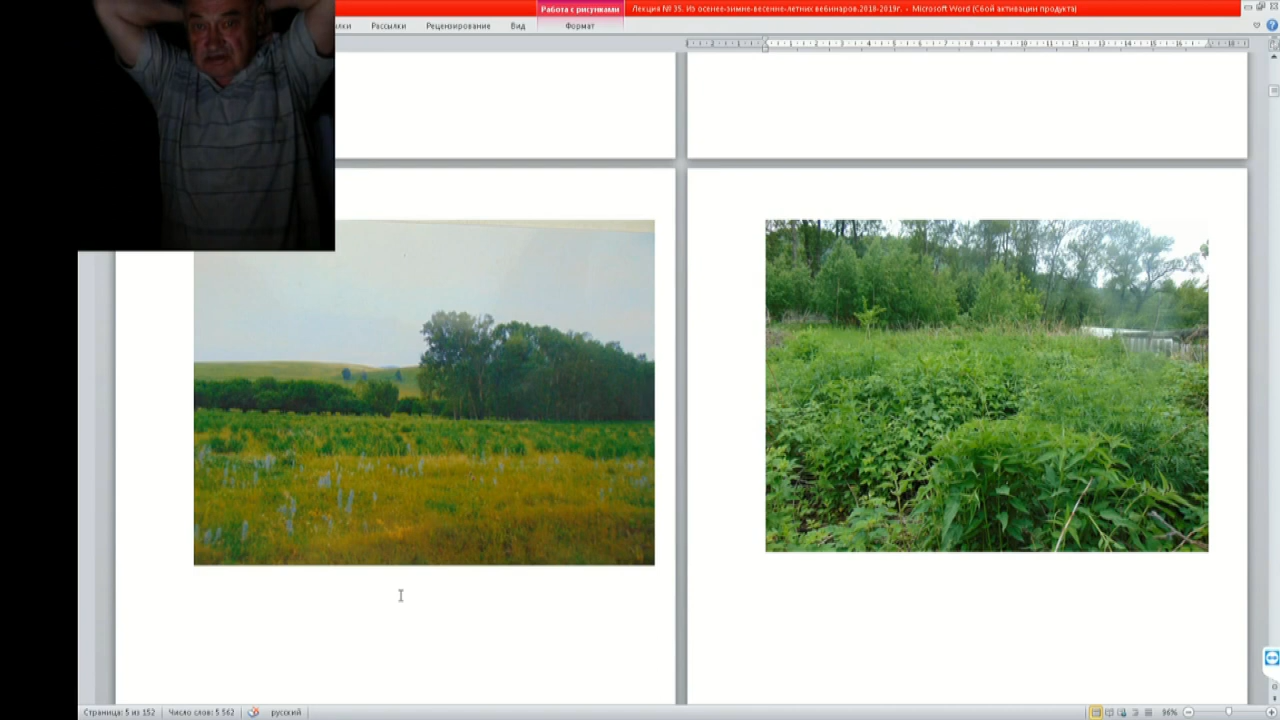 Работа с рисунками
Лекция № 35. Из осенее-зимне-весенне-летних вебинаров.2018-2019г. - Microsoft Word (Сбой активации продукта)
Рассылки Рецензирование Вид Формат
Страница: 5 из 152 Число слов: 5 562 русский 96%